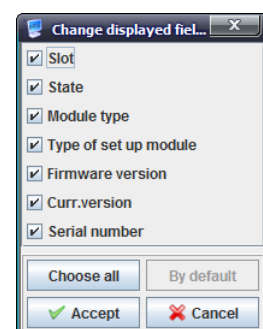 Change displayed fiel...
Slot
State
Module type
Type of set up module
Firmware version
Curr.version
Serial number
Choose all By default
Accept Cancel